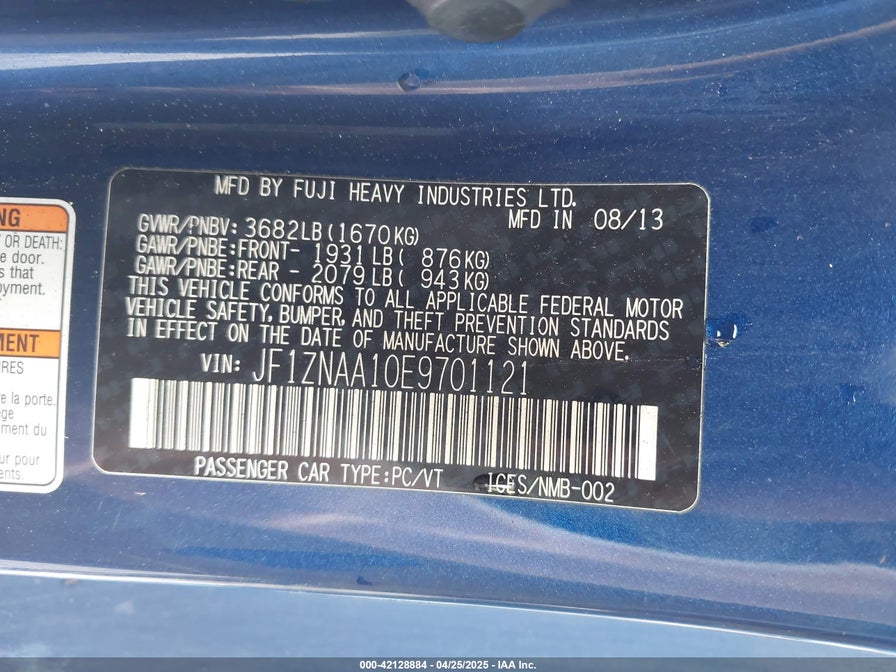 NG
Y OR DEATH:
e door.
s that
oyment.
MENT
URES
re la porte.
ge
ment du
ur pour
ents.
MFD BY FUJI HEAVY INDUSTRIES LTD.
MFD IN 08/13
GVWR/PNBV: 3682LB(1670KG)
GAWR/PNBE:FRONT- 1931LB( 876KG)
GAWR/PNBE:REAR - 2079LB( 943KG)
THIS VEHICLE CONFORMS TO ALL APPLICABLE FEDERAL MOTOR
VEHICLE SAFETY, BUMPER, AND THEFT PREVENTION STANDARDS
IN EFFECT ON THE DATE OF MANUFACTURE SHOWN ABOVE.
VIN: JF1ZNAA10E9701121
PASSENGER CAR TYPE:PC/VT ICES/NMB-002
000-42128884 / 04/25/2025 - IAA Inc.